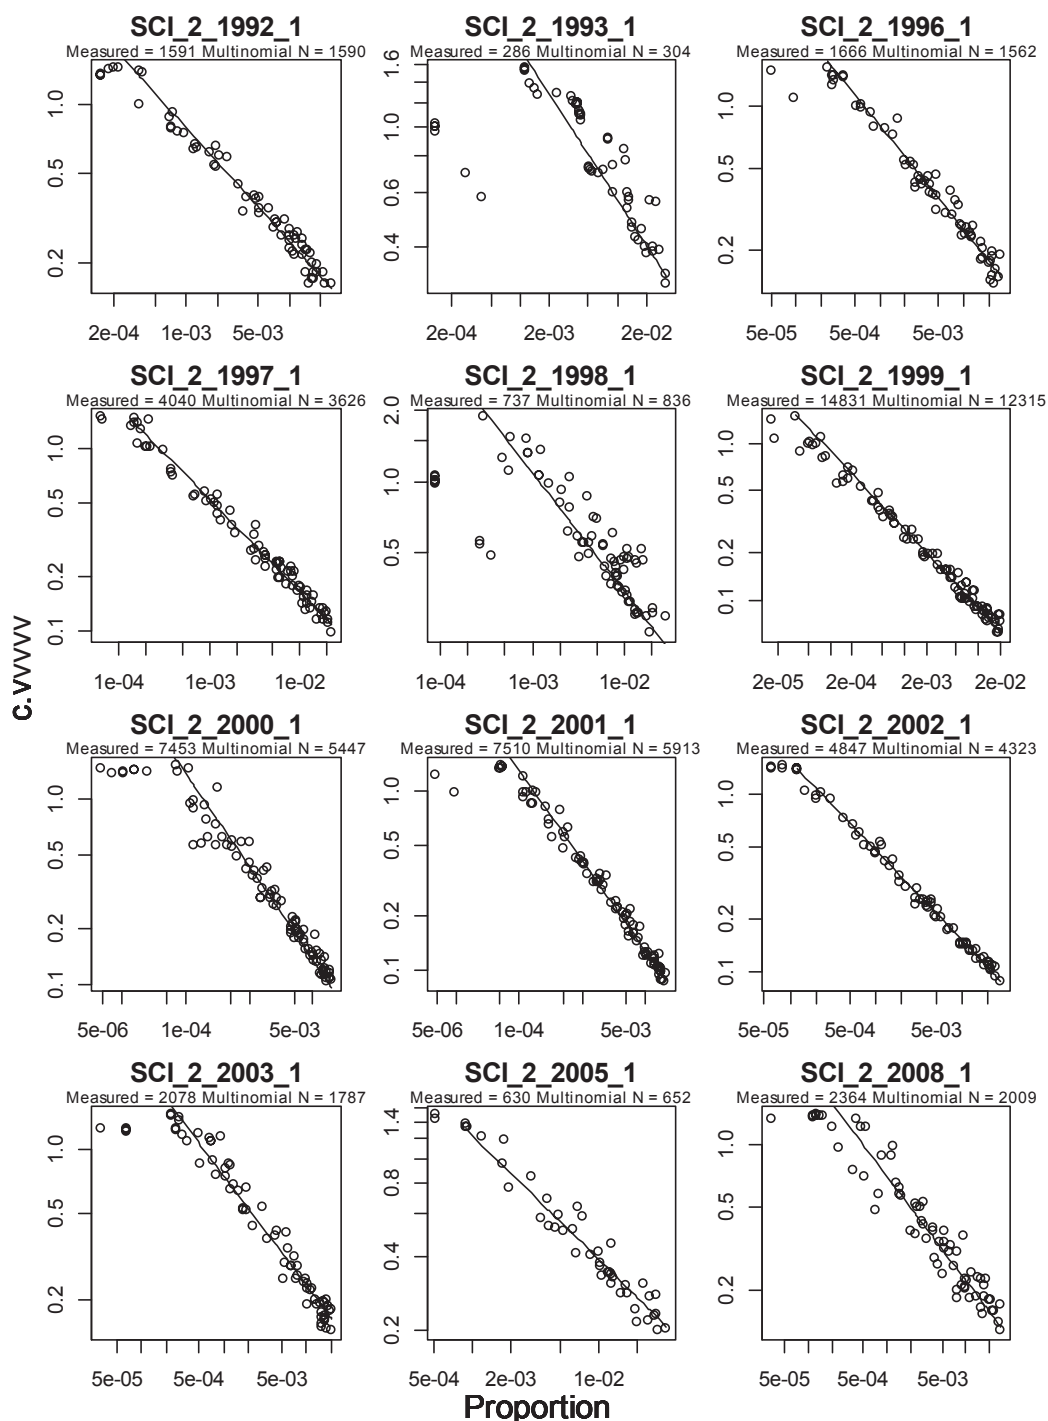 SCI_2_1992_1
Measured = 1591 Multinomial N = 1590
0.2 0.5 1.0
2e-04 1e-03 5e-03
SCI_2_1993_1
Measured = 286 Multinomial N = 304
0.4 0.6 1.0 1.6
2e-04 2e-03 2e-02
SCI_2_1996_1
Measured = 1666 Multinomial N = 1562
0.2 0.5 1.0
5e-05 5e-04 5e-03
SCI_2_1997_1
Measured = 4040 Multinomial N = 3626
0.1 0.2 0.5 1.0
1e-04 1e-03 1e-02
SCI_2_1998_1
Measured = 737 Multinomial N = 836
0.5 1.0 2.0
1e-04 1e-03 1e-02
SCI_2_1999_1
Measured = 14831 Multinomial N = 12315
0.1 0.2 0.5 1.0
2e-05 2e-04 2e-03 2e-02
c.vvvvv
SCI_2_2000_1
Measured = 7453 Multinomial N = 5447
0.1 0.2 0.5 1.0
5e-06 1e-04 5e-03
SCI_2_2001_1
Measured = 7510 Multinomial N = 5913
0.1 0.2 0.5 1.0
5e-06 1e-04 5e-03
SCI_2_2002_1
Measured = 4847 Multinomial N = 4323
0.1 0.2 0.5 1.0
5e-05 5e-04 5e-03
SCI_2_2003_1
Measured = 2078 Multinomial N = 1787
0.2 0.5 1.0
5e-05 5e-04 5e-03
SCI_2_2005_1
Measured = 630 Multinomial N = 652
0.2 0.4 0.8 1.4
5e-04 2e-03 1e-02
SCI_2_2008_1
Measured = 2364 Multinomial N = 2009
0.2 0.5 1.0
5e-05 5e-04 5e-03
Proportion